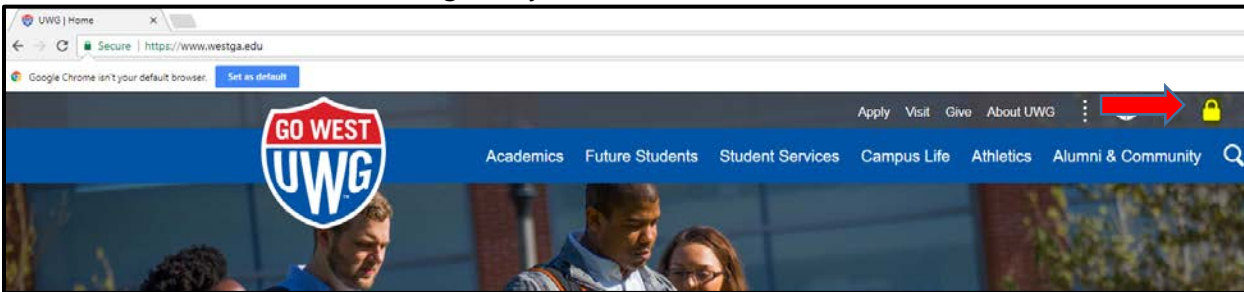 UWG | Home
Secure | https://www.westga.edu
Google Chrome isn't your default browser. Set as default
Apply Visit Give About UWG
GO WEST
UWG
Academics Future Students Student Services Campus Life Athletics Alumni & Community